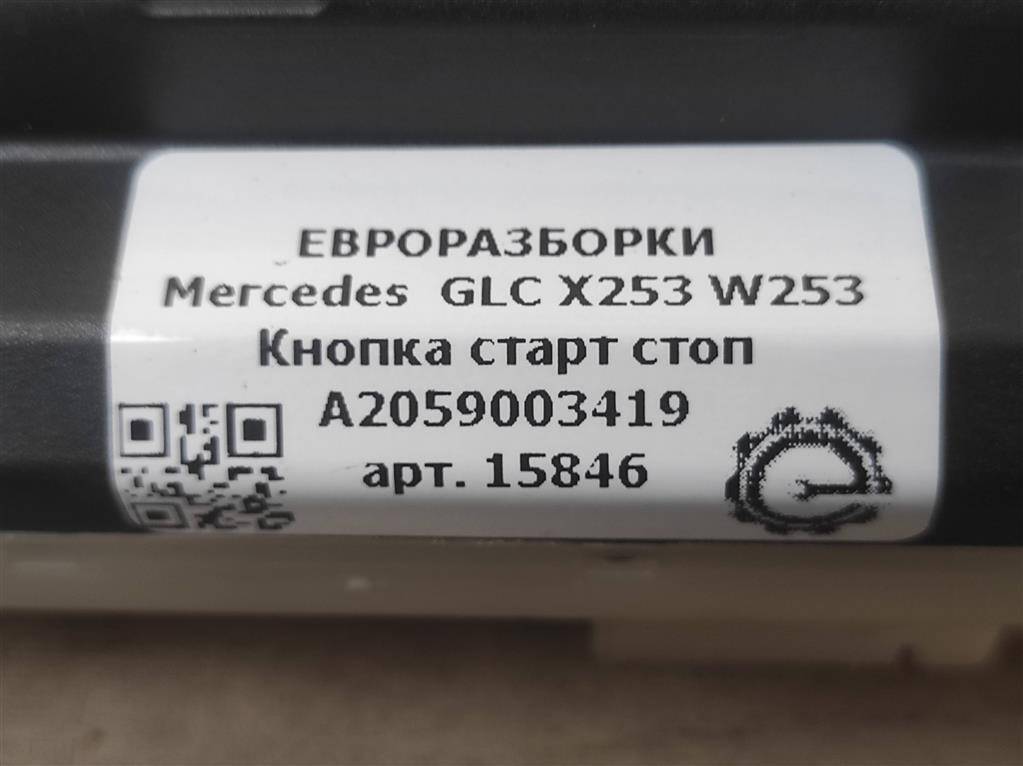 ЕВРОРАЗБОРКИ
Mercedes GLC X253 W253
Кнопка старт стоп
A2059003419
арт. 15846